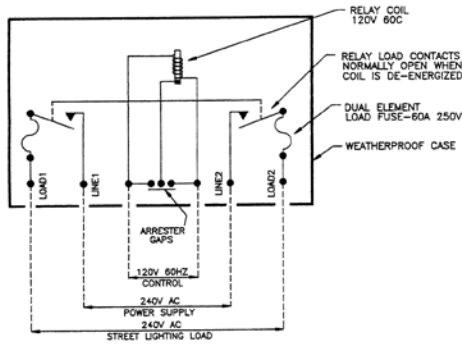 RELAY COIL
120V 60C
RELAY LOAD CONTACTS
NORMALLY OPEN WHEN
COIL IS DE-ENERGIZED
DUAL ELEMENT
LOAD FUSE-60A 250V
WEATHERPROOF CASE
LOAD1
LINE1
LINE2
LOAD2
ARRESTER
GAPS
120V 60HZ
CONTROL
240V AC
POWER SUPPLY
240V AC
STREET LIGHTING LOAD